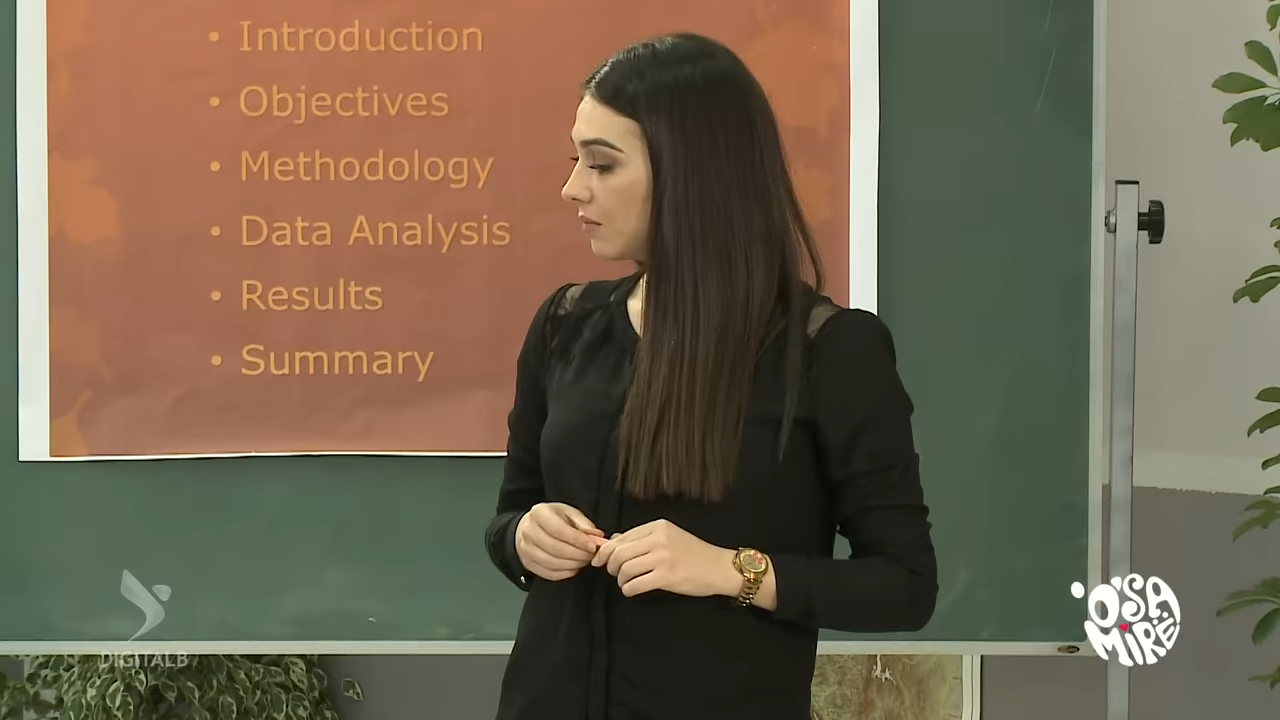 • Introduction
• Objectives
• Methodology
• Data Analysis
• Results
• Summary
DIGITALB
O'SA
MIRË